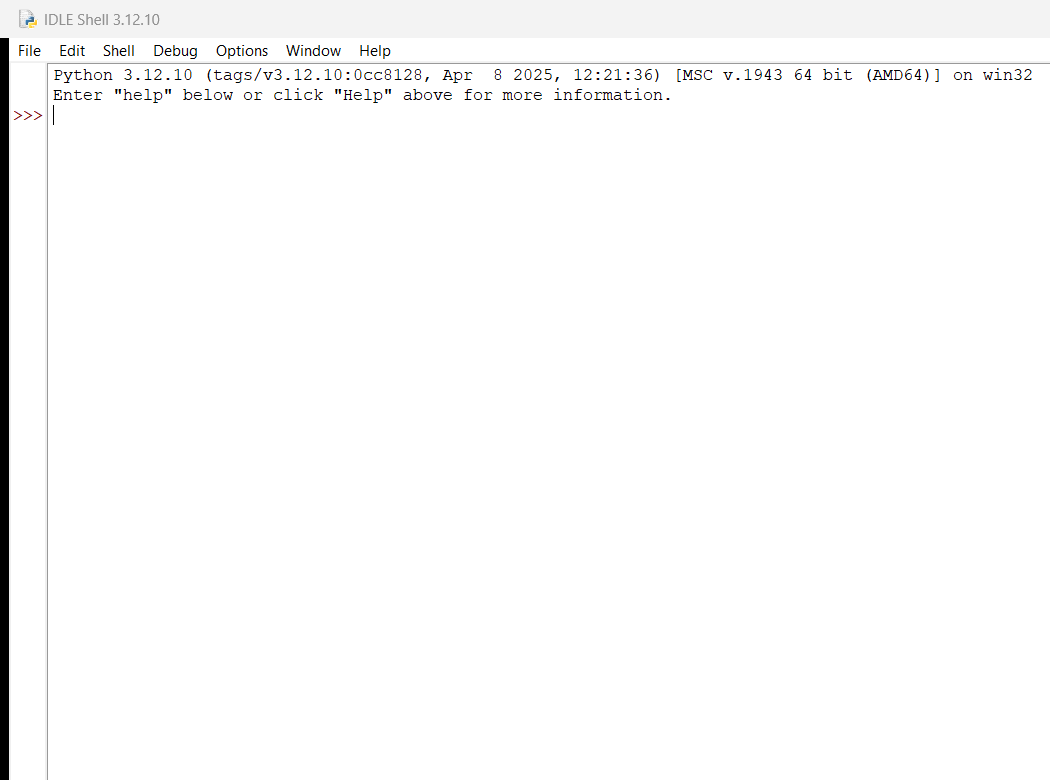 IDLE Shell 3.12.10
File Edit Shell Debug Options Window Help
Python 3.12.10 (tags/v3.12.10:0cc8128, Apr  8 2025, 12:21:36) [MSC v.1943 64 bit (AMD64)] on win32
Enter "help" below or click "Help" above for more information.
>>>